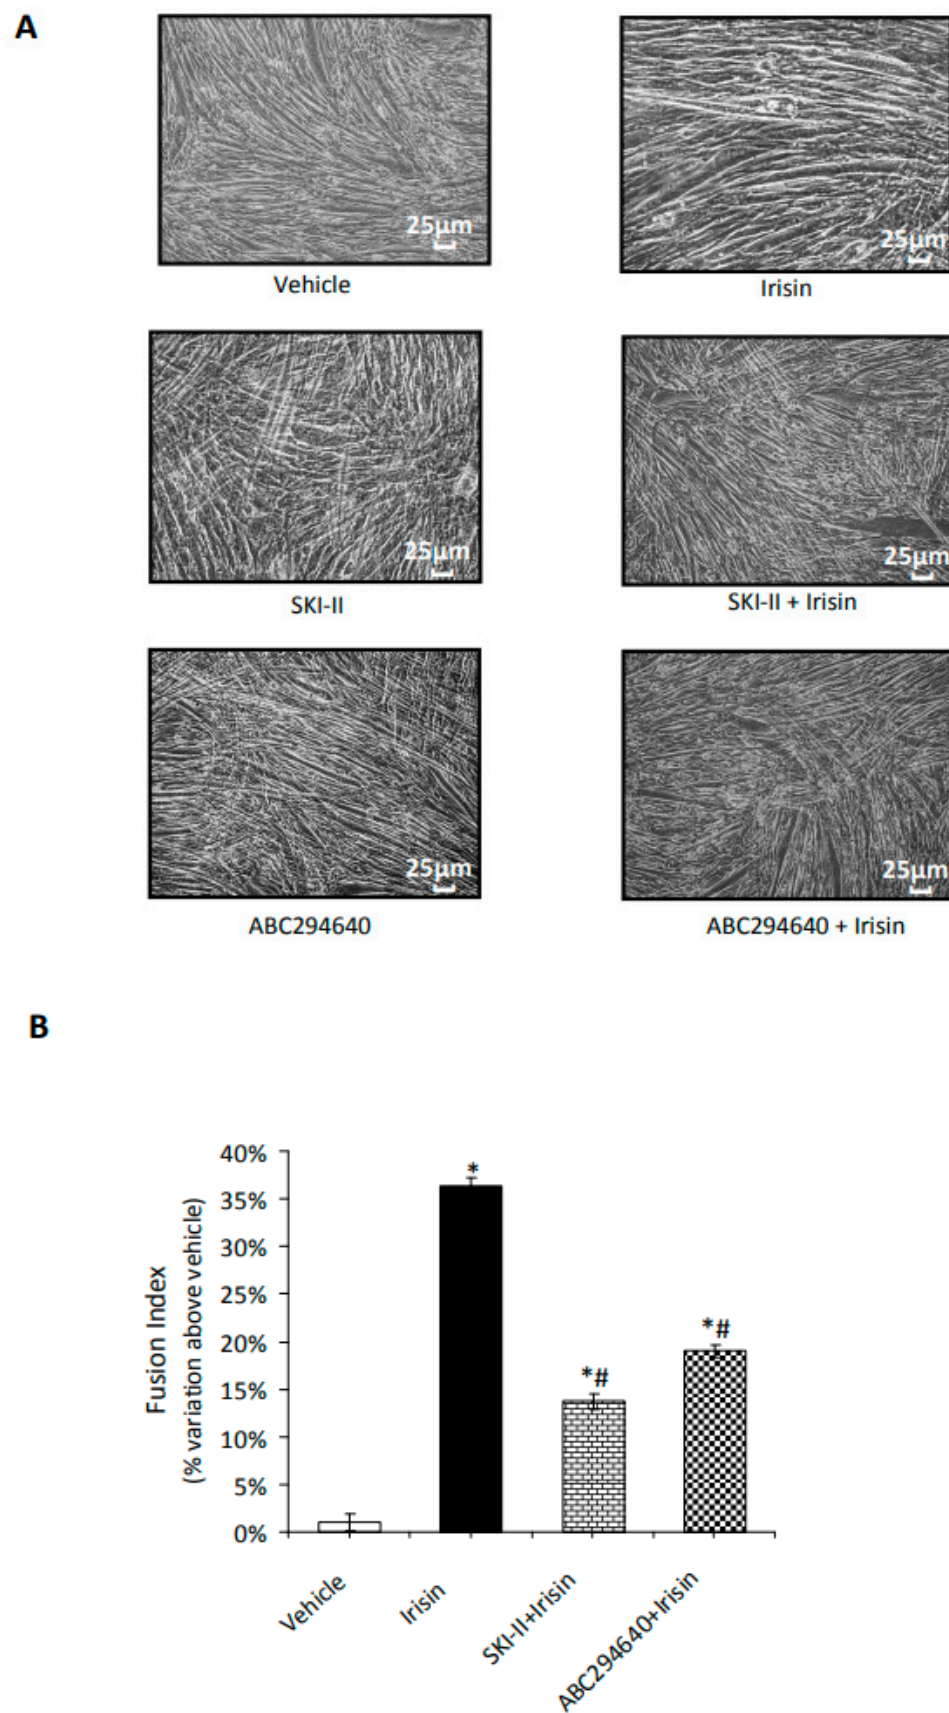 A
25µm
25µm
Vehicle
Irisin
25µm
25µm
SKI-II
SKI-II + Irisin
25µm
25µm
ABC294640
ABC294640 + Irisin
B
Fusion Index
(% variation above vehicle)
40%
35%
30%
25%
20%
15%
10%
5%
0%
*
*#
*#
Vehicle
Irisin
SKI-II+Irisin
ABC294640+Irisin